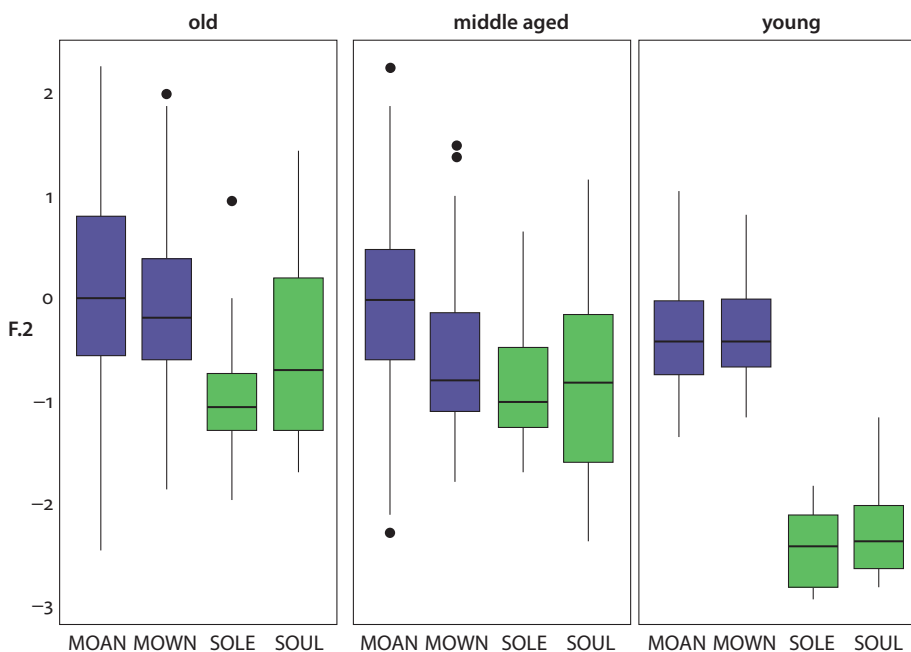 old middle aged young
2
1
0
F.2
−1
−2
−3
MOAN MOWN SOLE SOUL MOAN MOWN SOLE SOUL MOAN MOWN SOLE SOUL